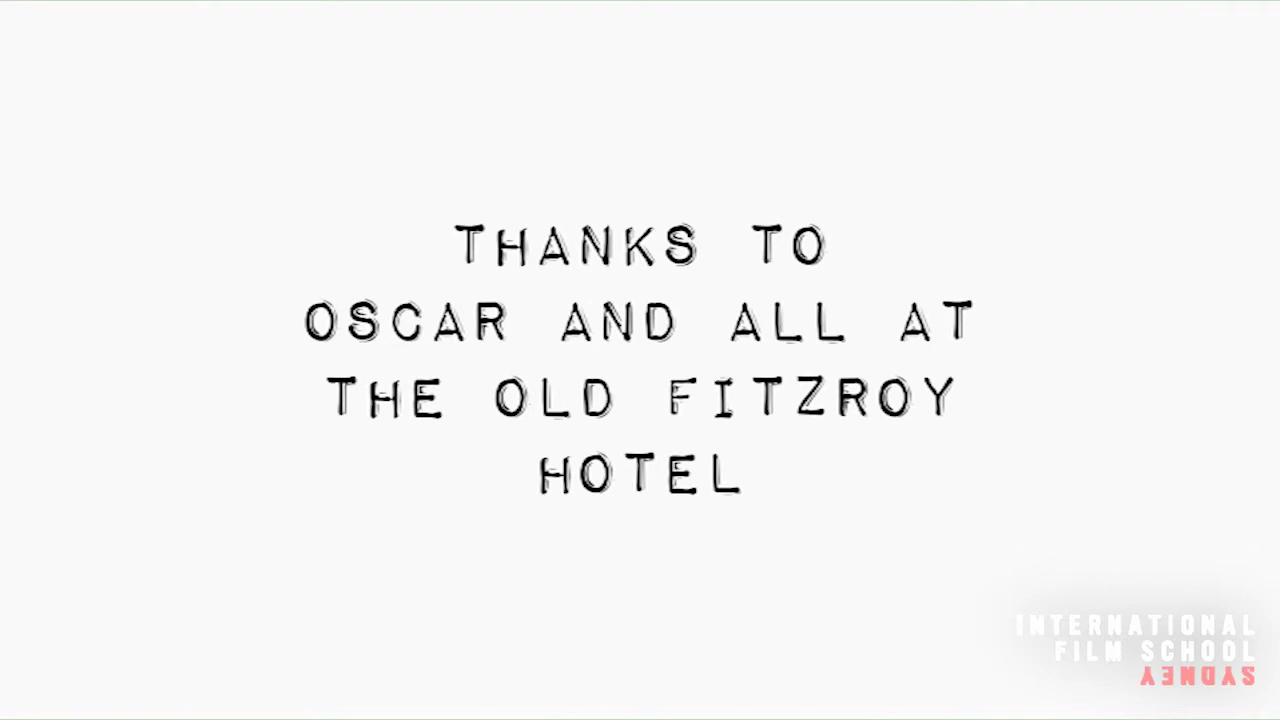 THANKS TO
OSCAR AND ALL AT
THE OLD FITZROY
HOTEL
INTERNATIONAL
FILM SCHOOL
SYDNEY